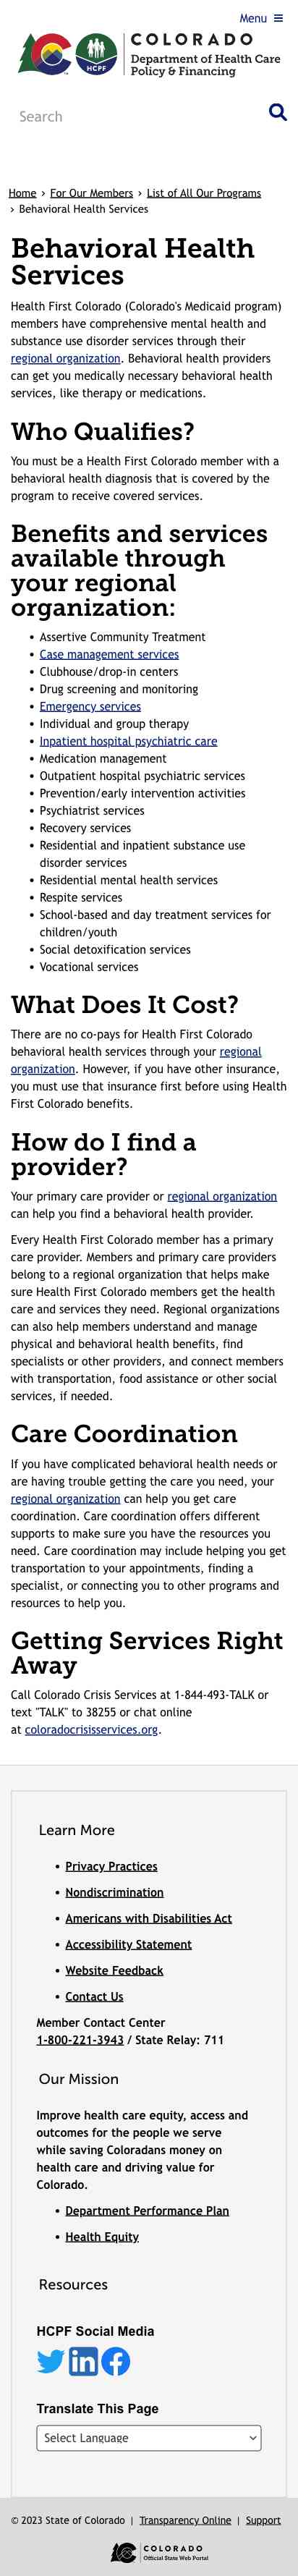 Menu ≡
COLORADO
Department of Health Care
Policy & Financing
C
HCPF
TM
Search
Home › For Our Members › List of All Our Programs
› Behavioral Health Services
Behavioral Health
Services
Health First Colorado (Colorado's Medicaid program)
members have comprehensive mental health and
substance use disorder services through their
regional organization. Behavioral health providers
can get you medically necessary behavioral health
services, like therapy or medications.
Who Qualifies?
You must be a Health First Colorado member with a
behavioral health diagnosis that is covered by the
program to receive covered services.
Benefits and services
available through
your regional
organization:
• Assertive Community Treatment
• Case management services
• Clubhouse/drop-in centers
• Drug screening and monitoring
• Emergency services
• Individual and group therapy
• Inpatient hospital psychiatric care
• Medication management
• Outpatient hospital psychiatric services
• Prevention/early intervention activities
• Psychiatrist services
• Recovery services
• Residential and inpatient substance use
disorder services
• Residential mental health services
• Respite services
• School-based and day treatment services for
children/youth
• Social detoxification services
• Vocational services
What Does It Cost?
There are no co-pays for Health First Colorado
behavioral health services through your regional
organization. However, if you have other insurance,
you must use that insurance first before using Health
First Colorado benefits.
How do I find a
provider?
Your primary care provider or regional organization
can help you find a behavioral health provider.
Every Health First Colorado member has a primary
care provider. Members and primary care providers
belong to a regional organization that helps make
sure Health First Colorado members get the health
care and services they need. Regional organizations
can also help members understand and manage
physical and behavioral health benefits, find
specialists or other providers, and connect members
with transportation, food assistance or other social
services, if needed.
Care Coordination
If you have complicated behavioral health needs or
are having trouble getting the care you need, your
regional organization can help you get care
coordination. Care coordination offers different
supports to make sure you have the resources you
need. Care coordination may include helping you get
transportation to your appointments, finding a
specialist, or connecting you to other programs and
resources to help you.
Getting Services Right
Away
Call Colorado Crisis Services at 1-844-493-TALK or
text "TALK" to 38255 or chat online
at coloradocrisisservices.org.
Learn More
• Privacy Practices
• Nondiscrimination
• Americans with Disabilities Act
• Accessibility Statement
• Website Feedback
• Contact Us
Member Contact Center
1-800-221-3943 / State Relay: 711
Our Mission
Improve health care equity, access and
outcomes for the people we serve
while saving Coloradans money on
health care and driving value for
Colorado.
• Department Performance Plan
• Health Equity
Resources
HCPF Social Media
Translate This Page
Select Language
© 2023 State of Colorado | Transparency Online | Support
COLORADO
Official State Web Portal